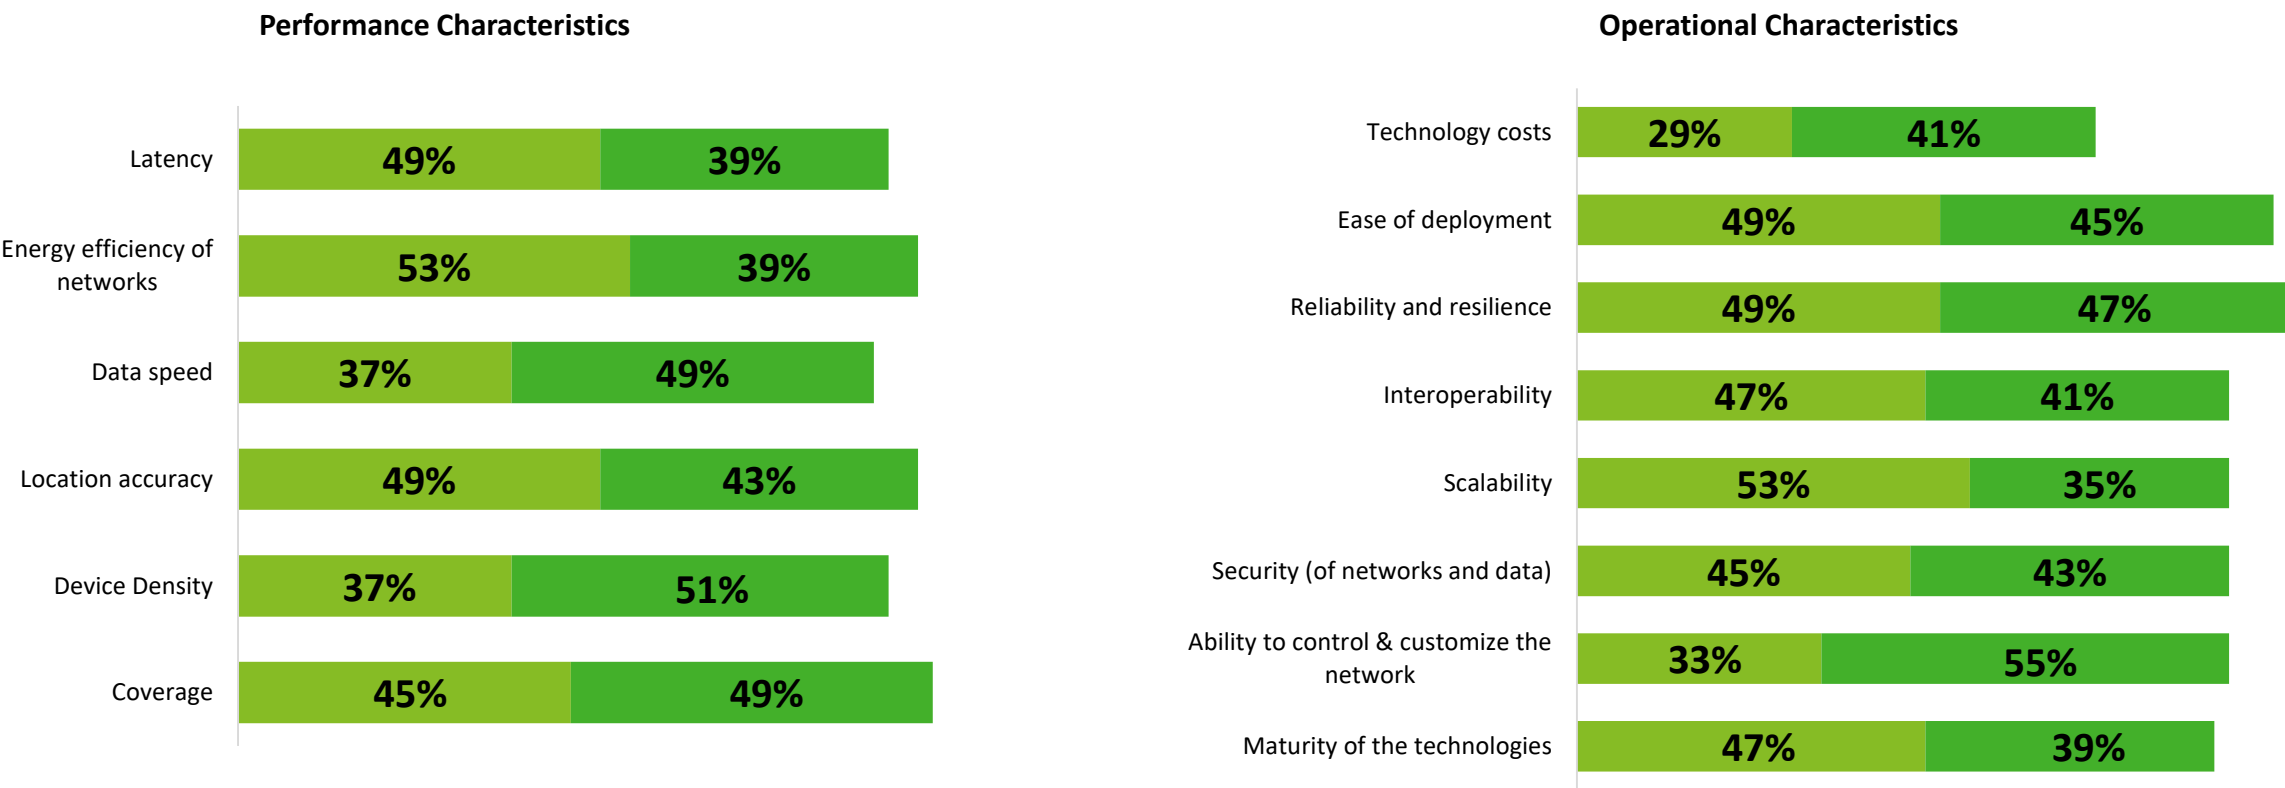 Performance Characteristics
Latency
49% 39%
Energy efficiency of
networks
53% 39%
Data speed
37% 49%
Location accuracy
49% 43%
Device Density
37% 51%
Coverage
45% 49%
Operational Characteristics
Technology costs
29% 41%
Ease of deployment
49% 45%
Reliability and resilience
49% 47%
Interoperability
47% 41%
Scalability
53% 35%
Security (of networks and data)
45% 43%
Ability to control & customize the
network
33% 55%
Maturity of the technologies
47% 39%